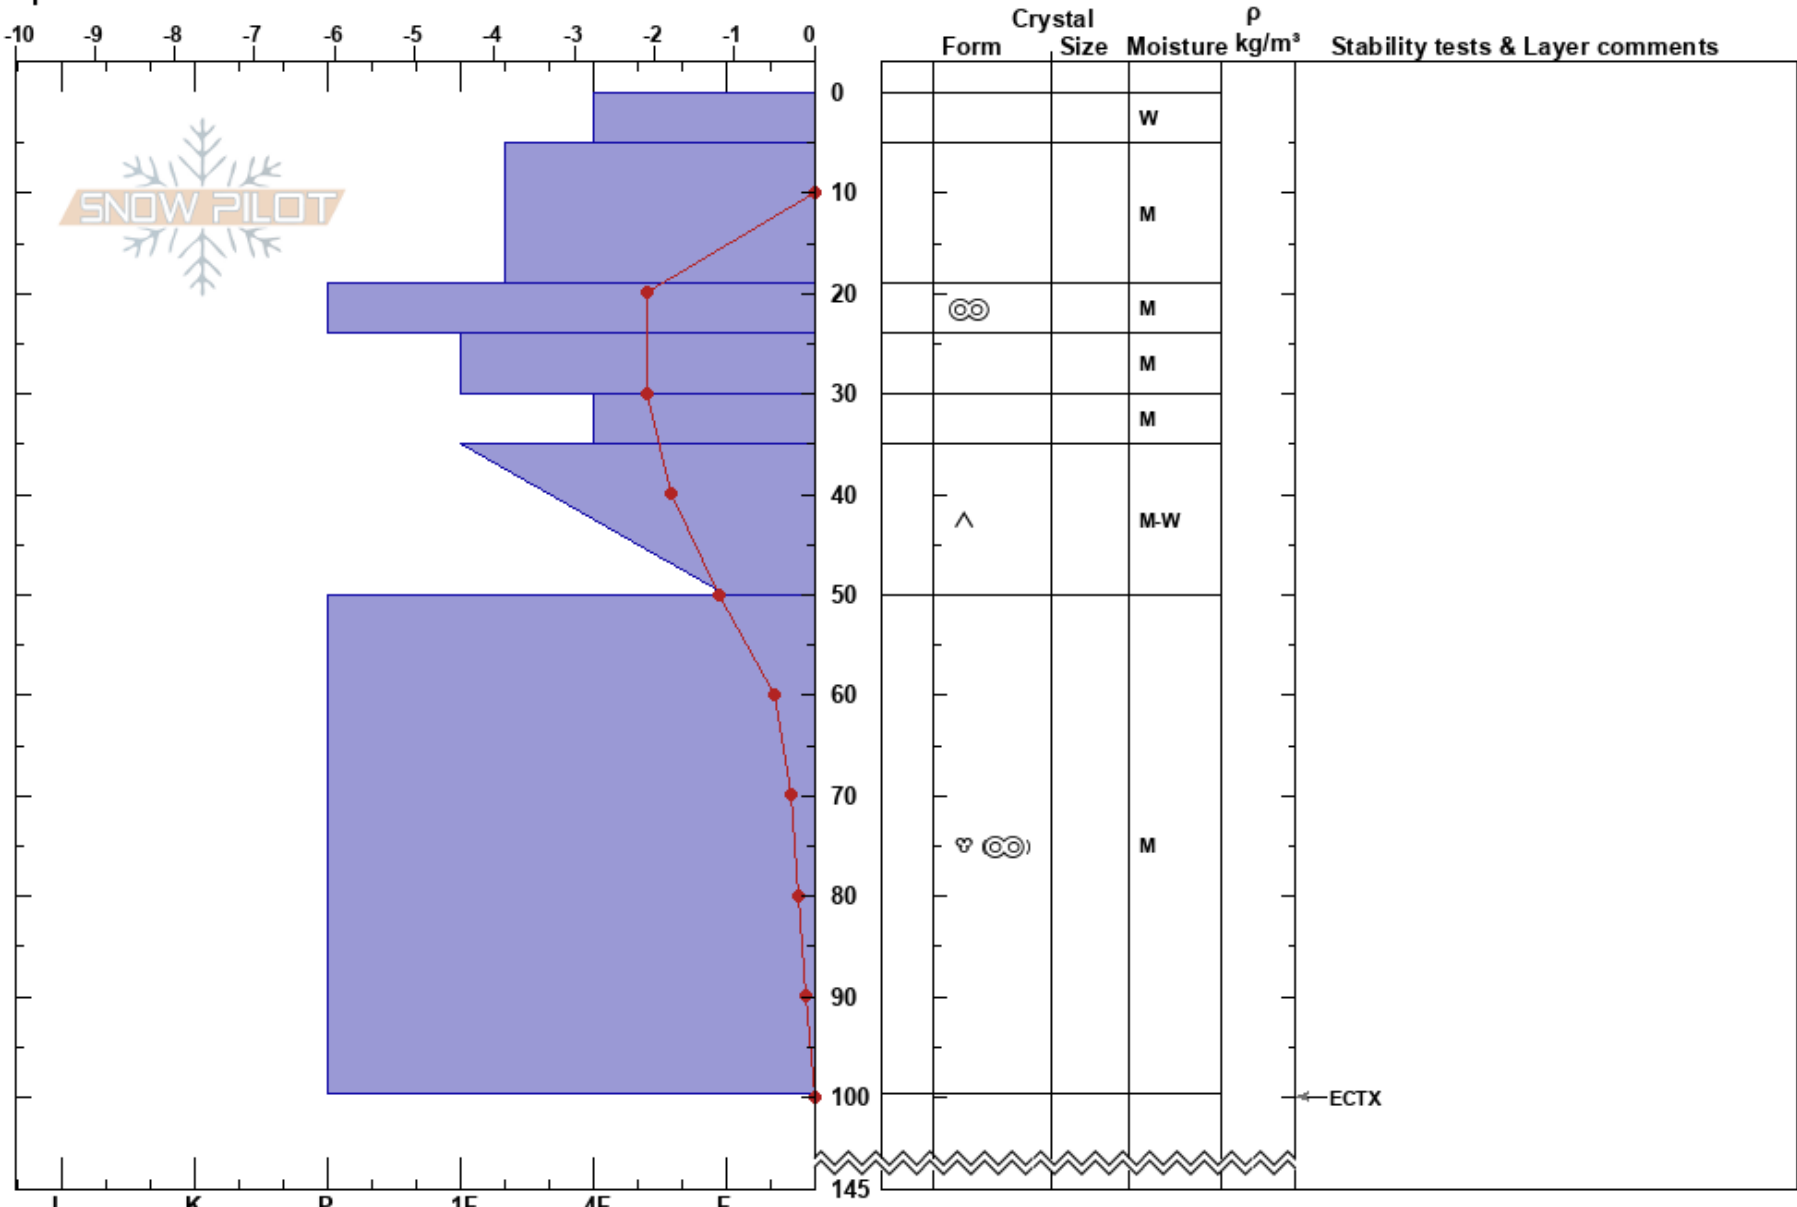 Crystal ρ
-10 -9 -8 -7 -6 -5 -4 -3 -2 -1 0
Form Size Moisture kg/m³ Stability tests & Layer comments
0
W
SNOW PILOT
10
M
20
M
M
30
M
40
M-W
50
60
70
M
80
90
100 ECTX
145